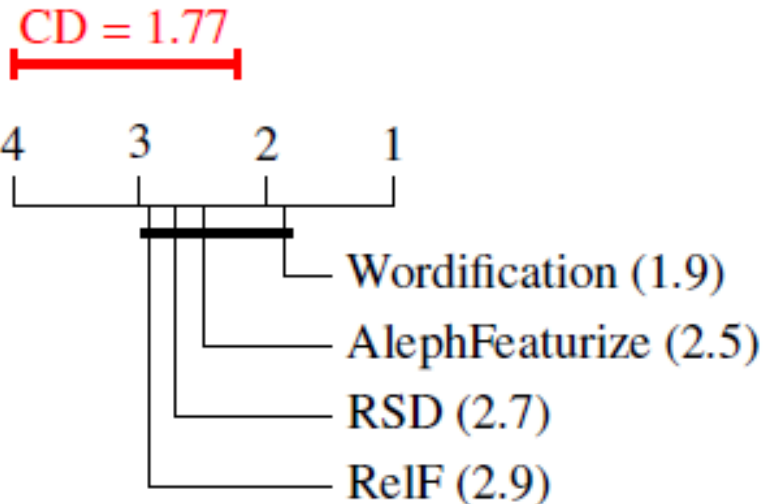 CD = 1.77
4 3 2 1
Wordification (1.9)
AlephFeaturize (2.5)
RSD (2.7)
RelF (2.9)